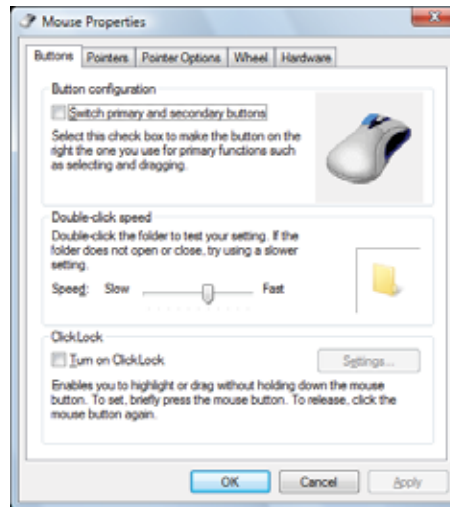 Mouse Properties
Buttons Pointers Pointer Options Wheel Hardware
Button configuration
Switch primary and secondary buttons
Select this check box to make the button on the
right the one you use for primary functions such
as selecting and dragging.
Double-click speed
Double-click the folder to test your setting. If the
folder does not open or close, try using a slower
setting.
Speed: Slow Fast
ClickLock
Turn on ClickLock
Settings...
Enables you to highlight or drag without holding down the mouse
button. To set, briefly press the mouse button. To release, click the
mouse button again.
OK Cancel Apply